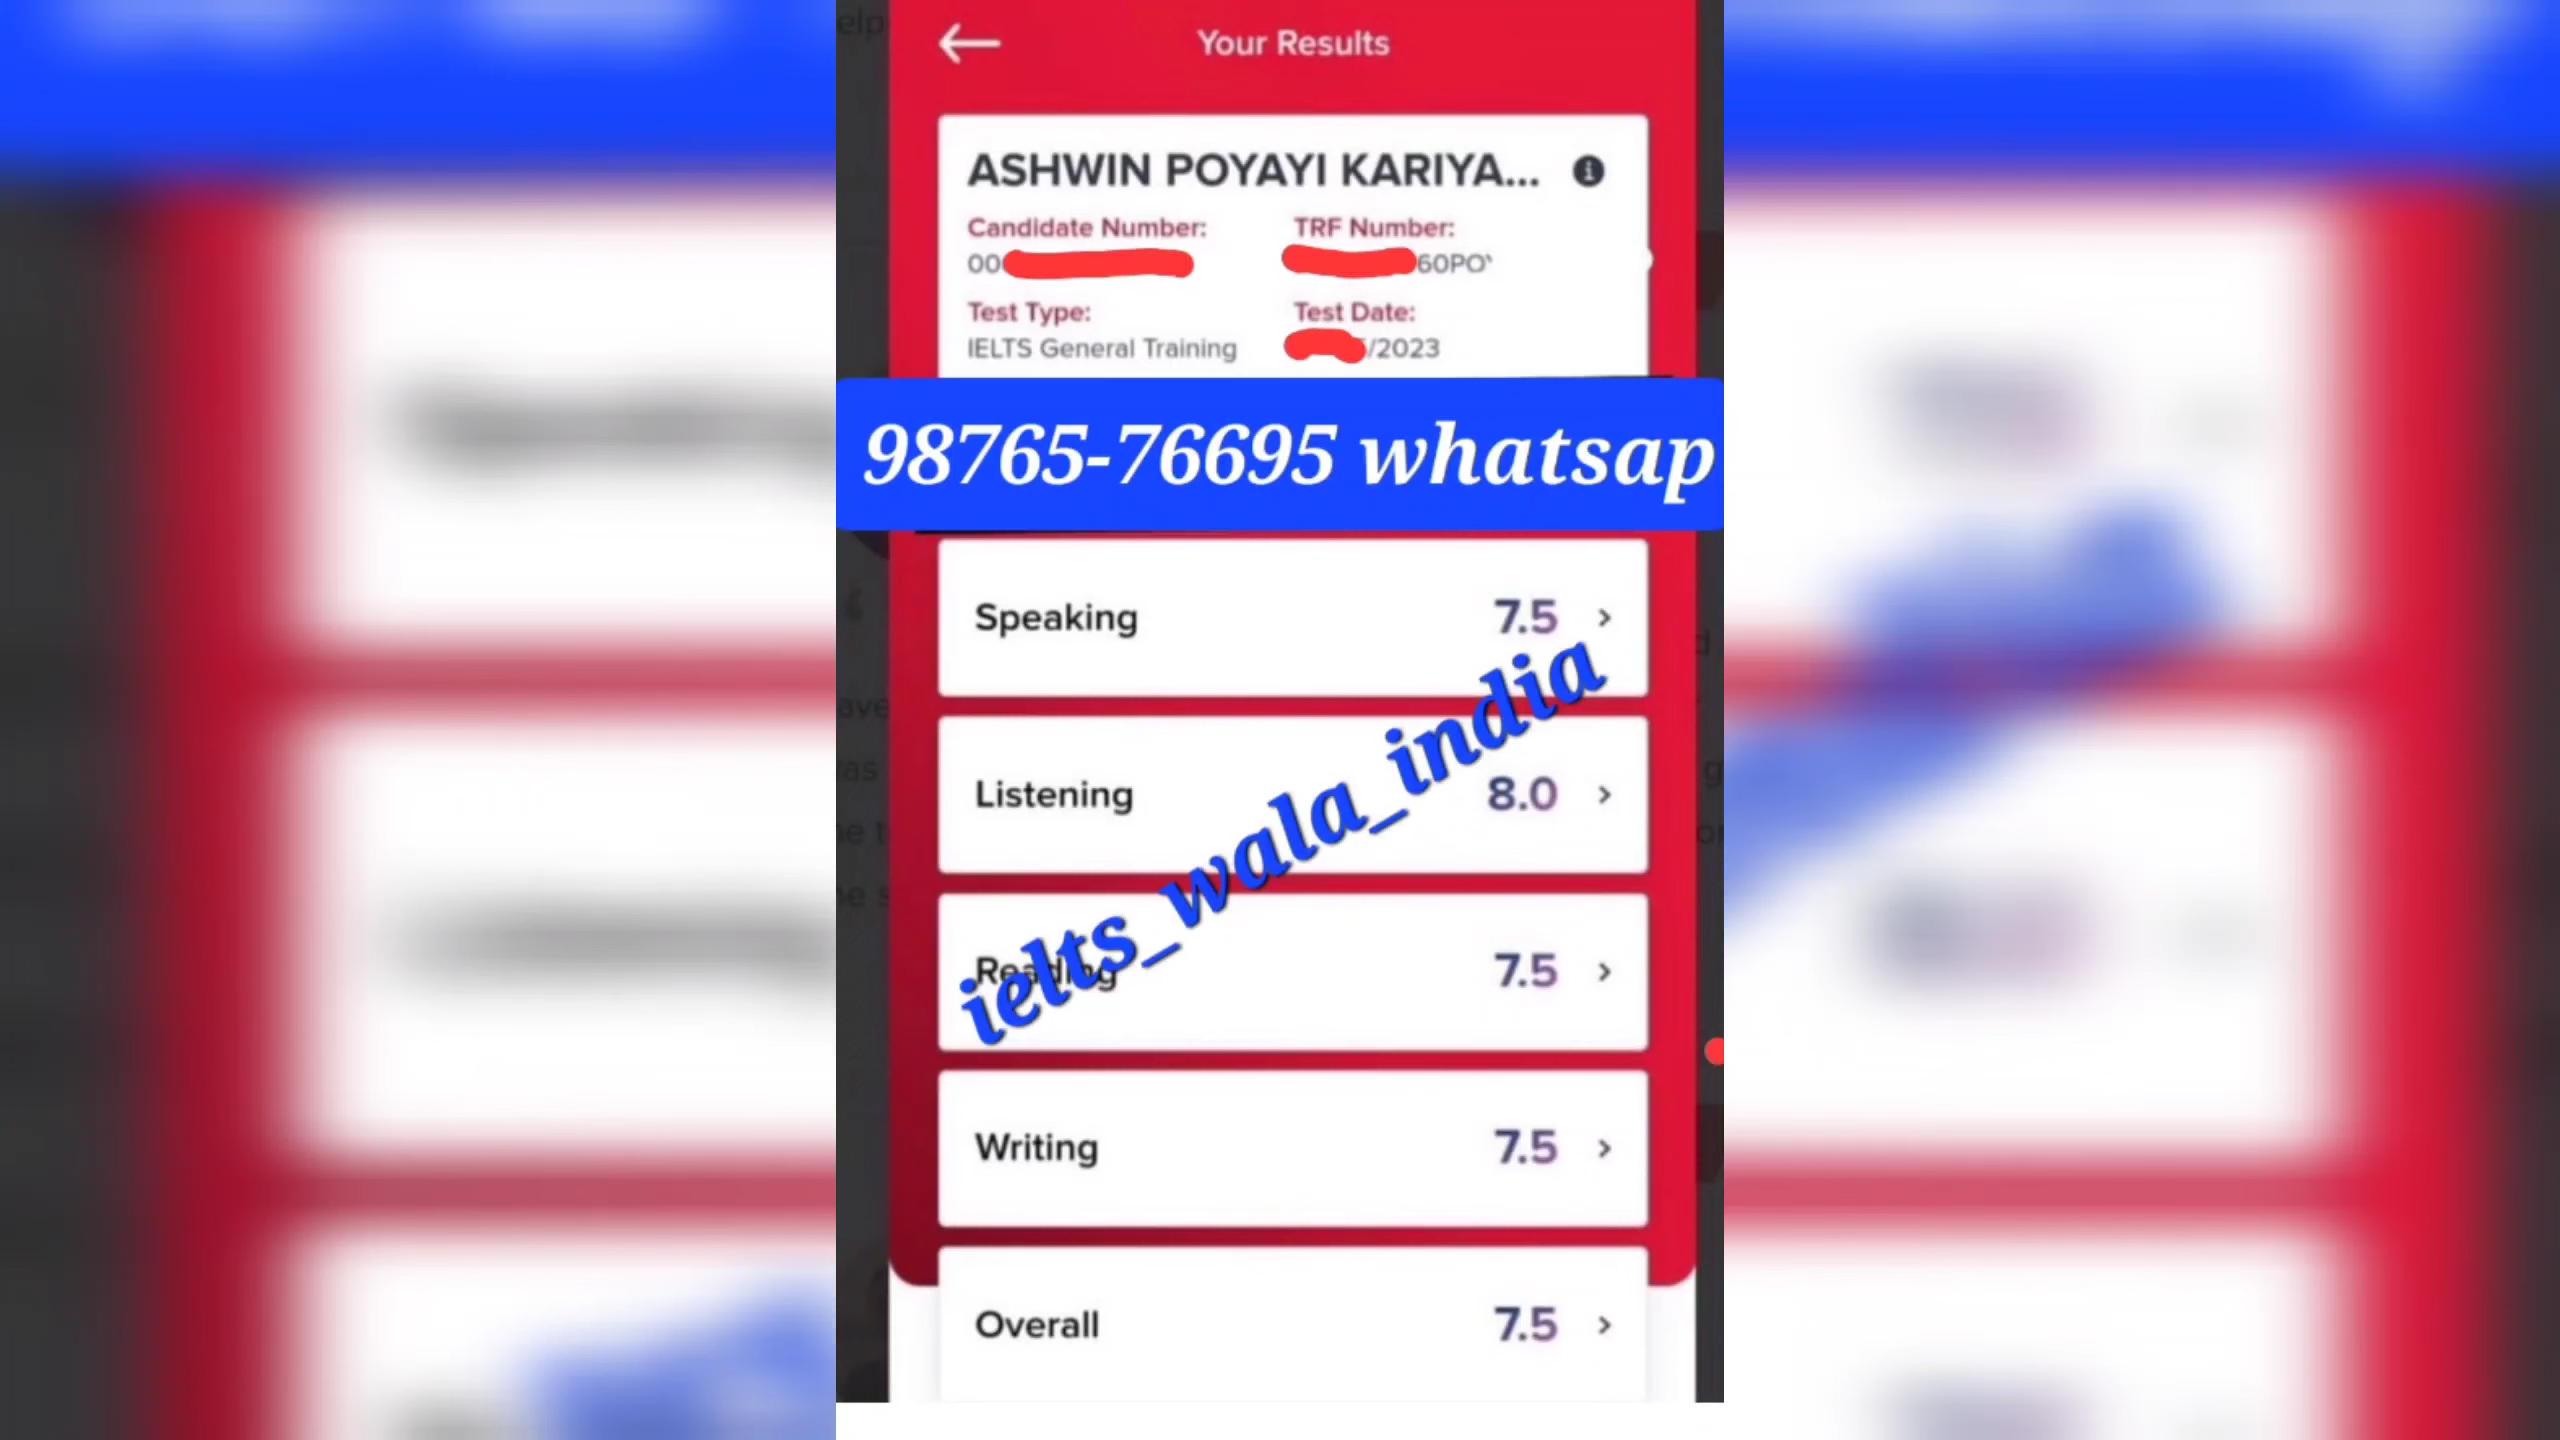 Your Results
ASHWIN POYAYI KARIYA...
Candidate Number: TRF Number:
00 60PO
Test Type: Test Date:
IELTS General Training /2023
98765-76695 whatsap
Speaking 7.5
Listening 8.0
ielts_wala_india
Reading 7.5
Writing 7.5
Overall 7.5